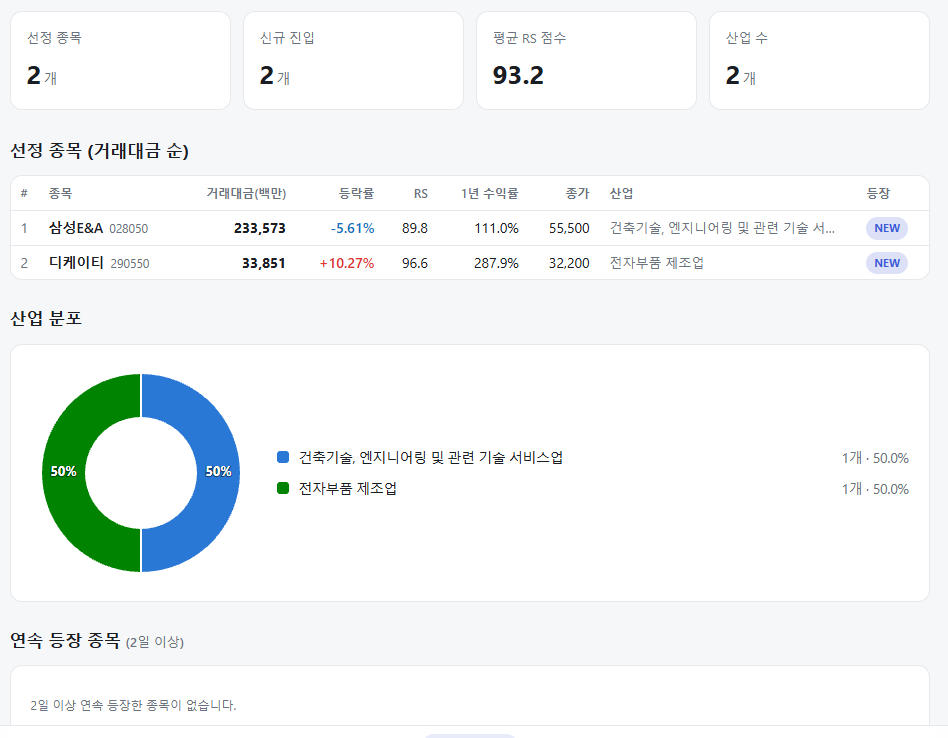 선정 종목 신규 진입 평균 RS 점수 산업 수
2개 2개 93.2 2개
선정 종목 (거래대금 순)
# 종목 거래대금(백만) 등락률 RS 1년 수익률 종가 산업 등장
1 삼성E&A 028050 233,573 -5.61% 89.8 111.0% 55,500 건축기술, 엔지니어링 및 관련 기술 서... NEW
2 디케이티 290550 33,851 +10.27% 96.6 287.9% 32,200 전자부품 제조업 NEW
산업 분포
50% 50%
건축기술, 엔지니어링 및 관련 기술 서비스업 1개 · 50.0%
전자부품 제조업 1개 · 50.0%
연속 등장 종목 (2일 이상)
2일 이상 연속 등장한 종목이 없습니다.